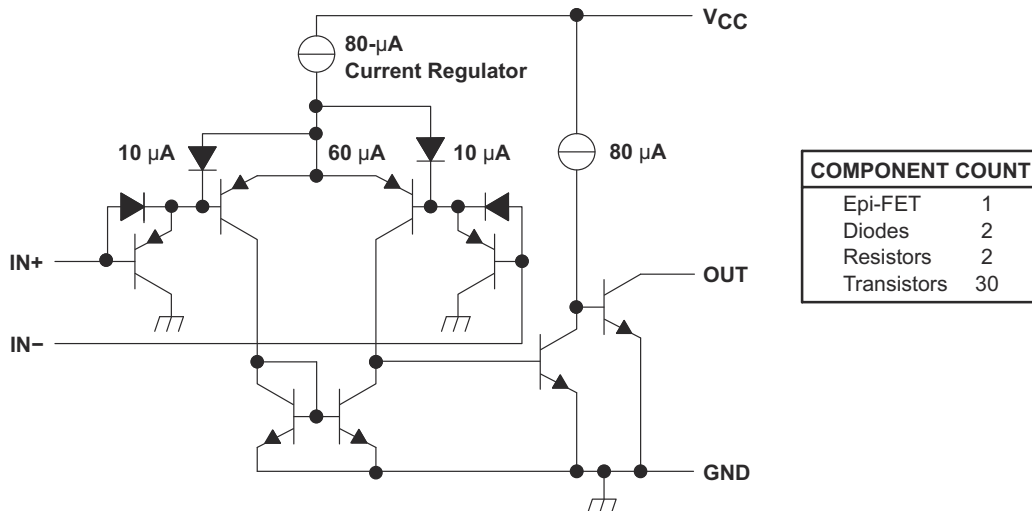 V_CC
80-µA
Current Regulator
10 µA
60 µA
10 µA
80 µA
IN+
OUT
IN−
GND
COMPONENT COUNT
Epi-FET 1
Diodes 2
Resistors 2
Transistors 30